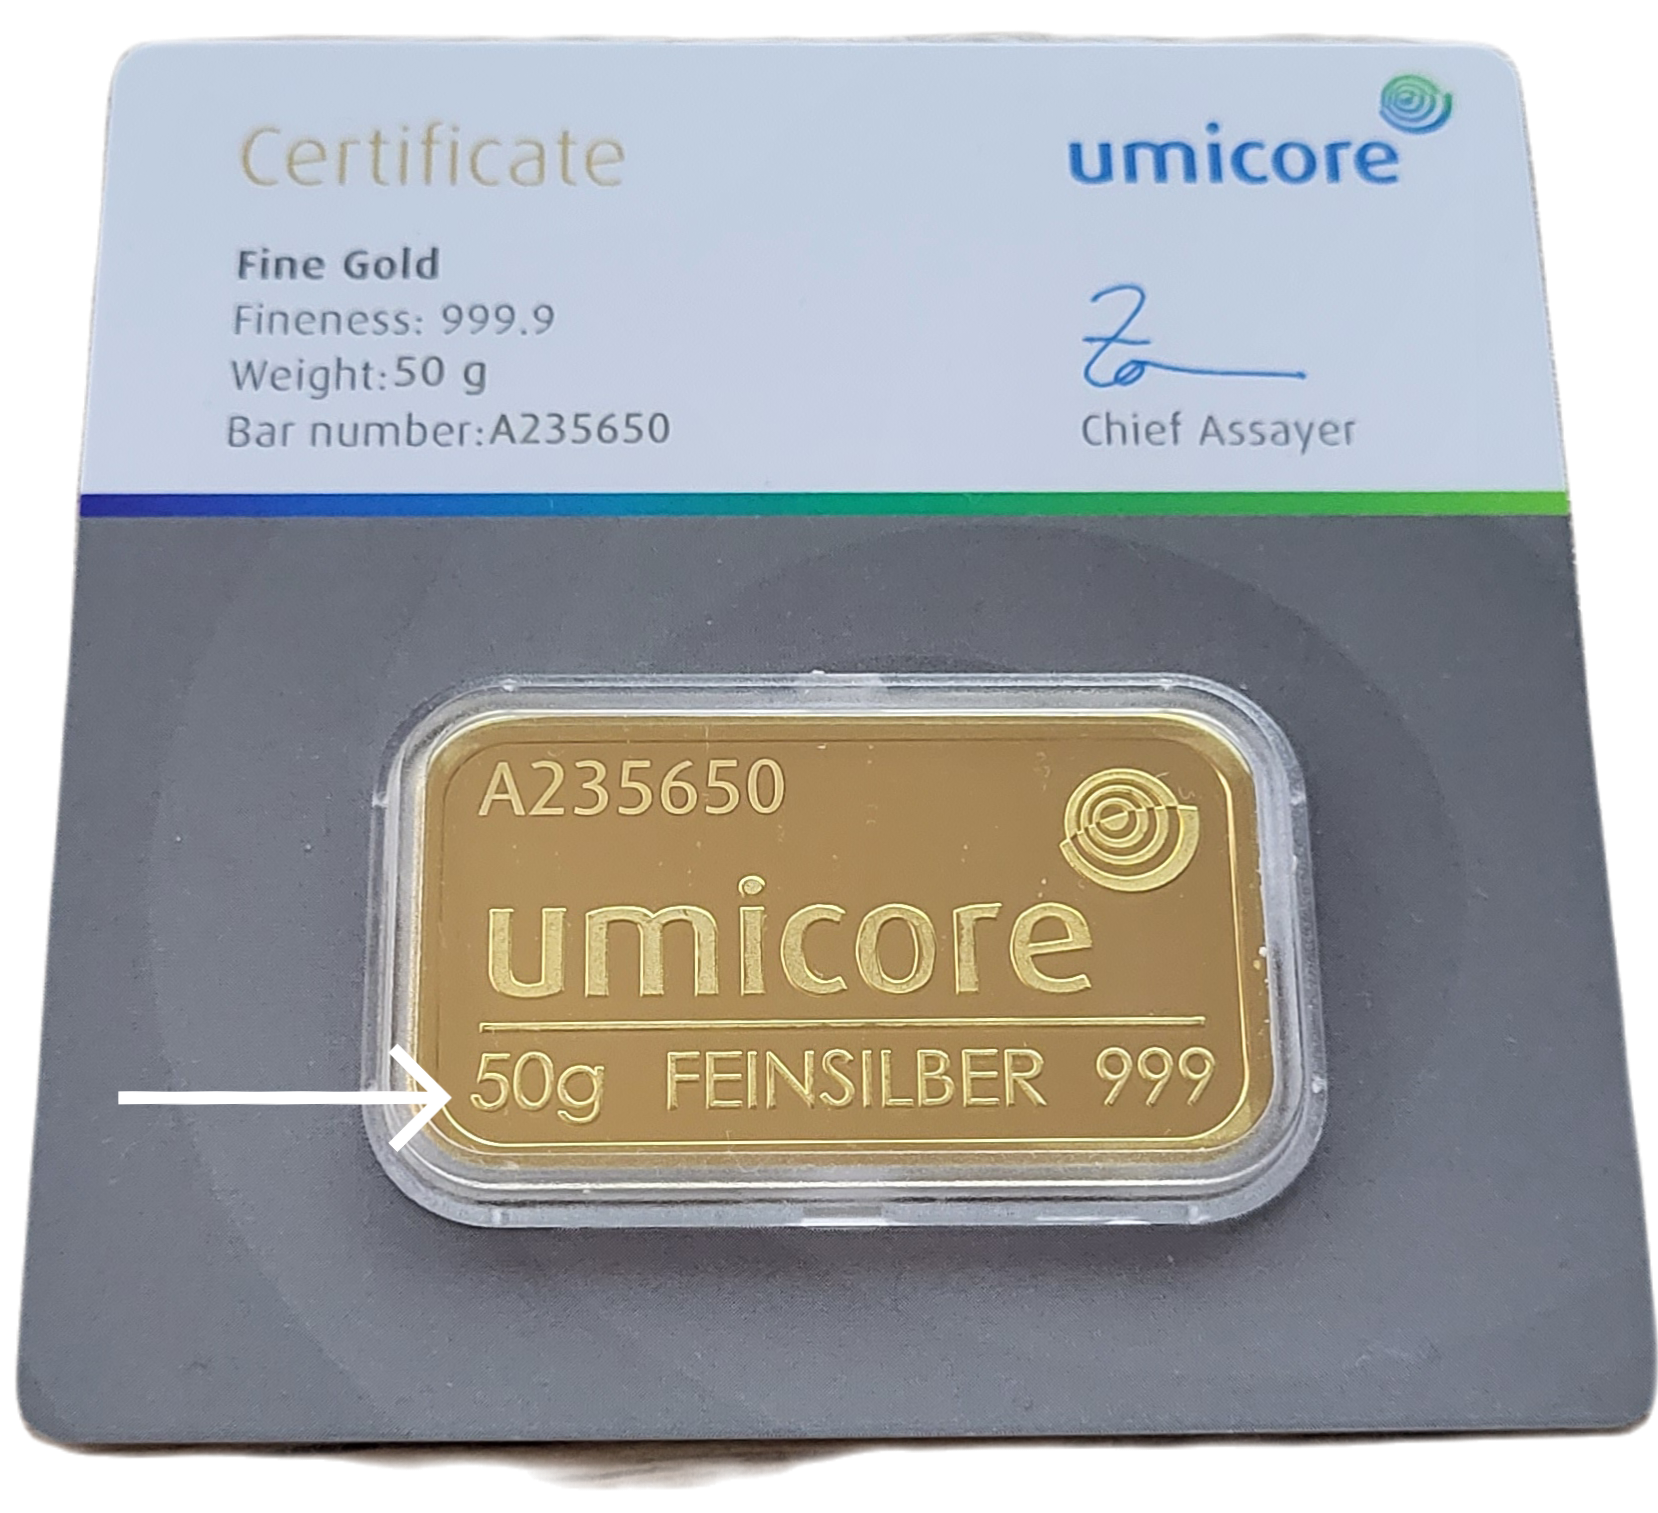 Certificate
umicore
Fine Gold
Fineness: 999.9
Weight: 50 g
Bar number: A235650
Chief Assayer
A235650
umicore
50g FEINSILBER 999